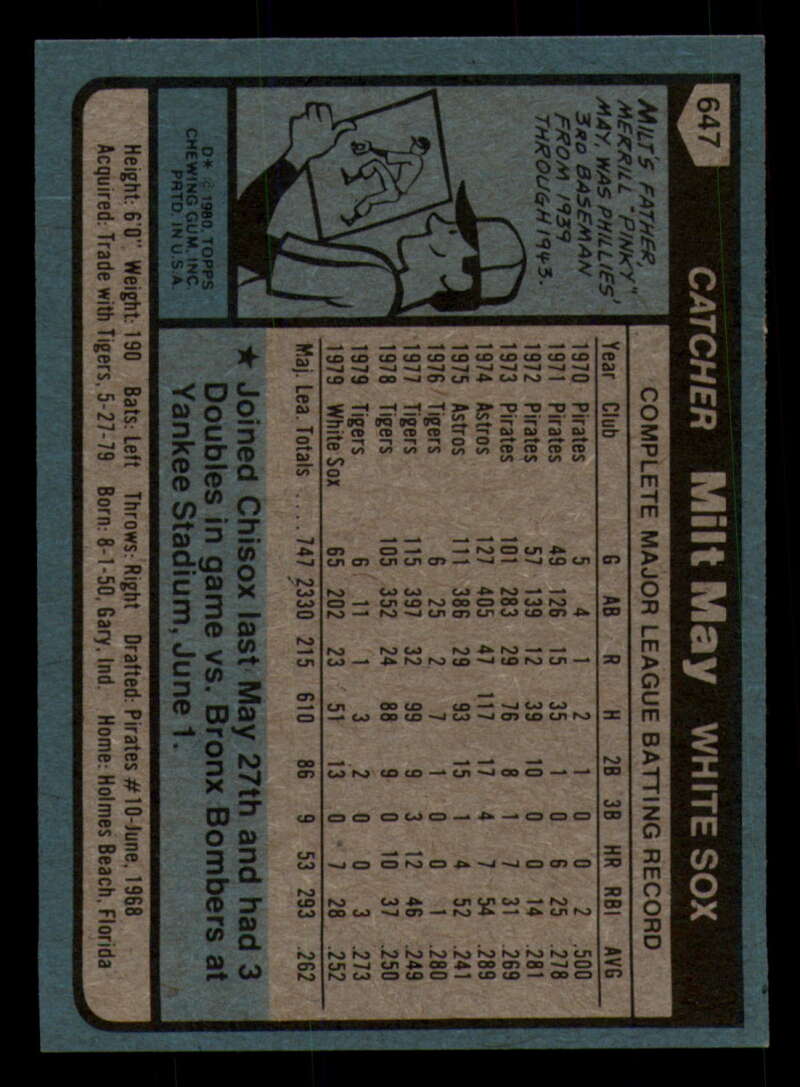 647 CATCHER Milt May WHITE SOX
MILT'S FATHER,
MERRILL "PINKY"
MAY, WAS PHILLIES'
3RD BASEMAN
FROM 1939
THROUGH 1943.
D* © 1980 TOPPS
CHEWING GUM, INC.
PRTD. IN U.S.A.
COMPLETE MAJOR LEAGUE BATTING RECORD
Year Club G AB R H 2B 3B HR RBI AVG
1970 Pirates 5 4 1 2 1 0 0 2 .500
1971 Pirates 49 126 15 35 1 0 6 25 .278
1972 Pirates 57 139 12 39 10 0 0 14 .281
1973 Pirates 101 283 29 76 8 1 7 31 .269
1974 Astros 127 405 47 117 17 4 7 54 .289
1975 Astros 111 386 29 93 15 1 4 52 .241
1976 Tigers 6 25 2 7 1 0 0 1 .280
1977 Tigers 115 397 32 99 9 3 12 46 .249
1978 Tigers 105 352 24 88 9 0 10 37 .250
1979 Tigers 6 11 1 3 2 0 0 3 .273
1979 White Sox 65 202 23 51 13 0 7 28 .252
Maj. Lea. Totals .... 747 2330 215 610 86 9 53 293 .262
★ Joined Chisox last May 27th and had 3
Doubles in game vs. Bronx Bombers at
Yankee Stadium, June 1.
Height: 6'0" Weight: 190 Bats: Left Throws: Right Drafted: Pirates #10-June, 1968
Acquired: Trade with Tigers, 5-27-79 Born: 8-1-50, Gary, Ind. Home: Holmes Beach, Florida